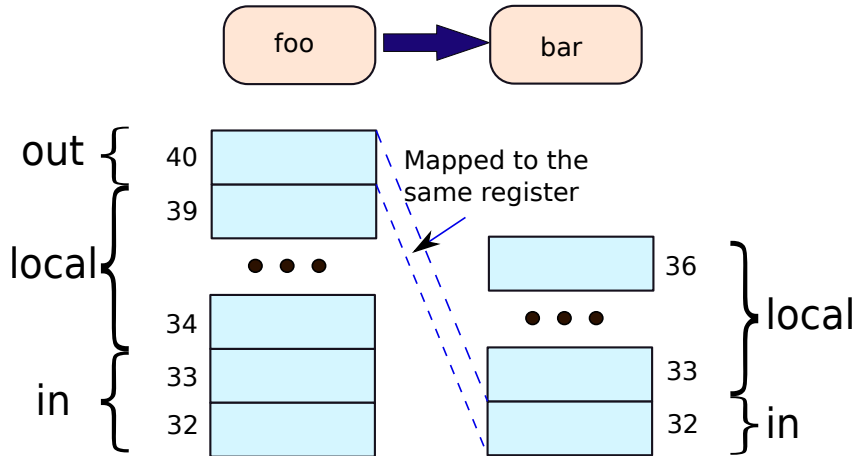 foo
bar
out
40
Mapped to the
same register
39
local
36
34
local
33
33
in
32
32
in